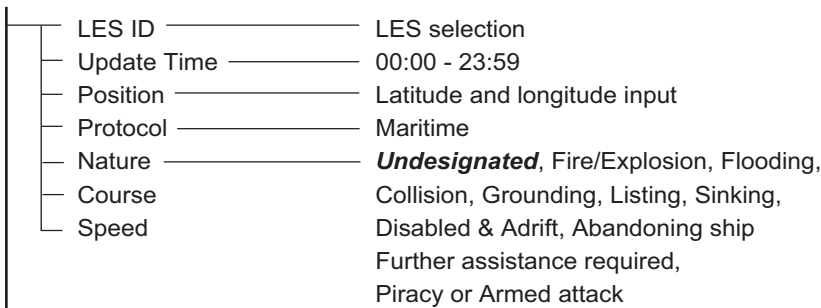 LES ID LES selection
Update Time 00:00 - 23:59
Position Latitude and longitude input
Protocol Maritime
Nature Undesignated, Fire/Explosion, Flooding,
Course Collision, Grounding, Listing, Sinking,
Speed Disabled & Adrift, Abandoning ship
Further assistance required,
Piracy or Armed attack